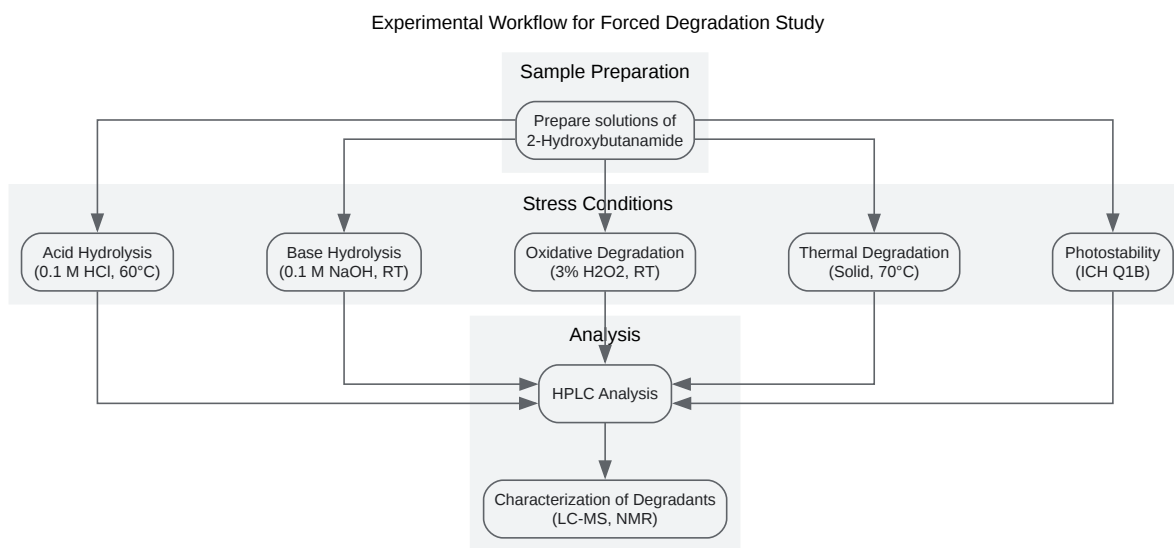 Experimental Workflow for Forced Degradation Study
Sample Preparation
Prepare solutions of
2-Hydroxybutanamide
Stress Conditions
Acid Hydrolysis
(0.1 M HCl, 60°C)
Base Hydrolysis
(0.1 M NaOH, RT)
Oxidative Degradation
(3% H2O2, RT)
Thermal Degradation
(Solid, 70°C)
Photostability
(ICH Q1B)
Analysis
HPLC Analysis
Characterization of Degradants
(LC-MS, NMR)